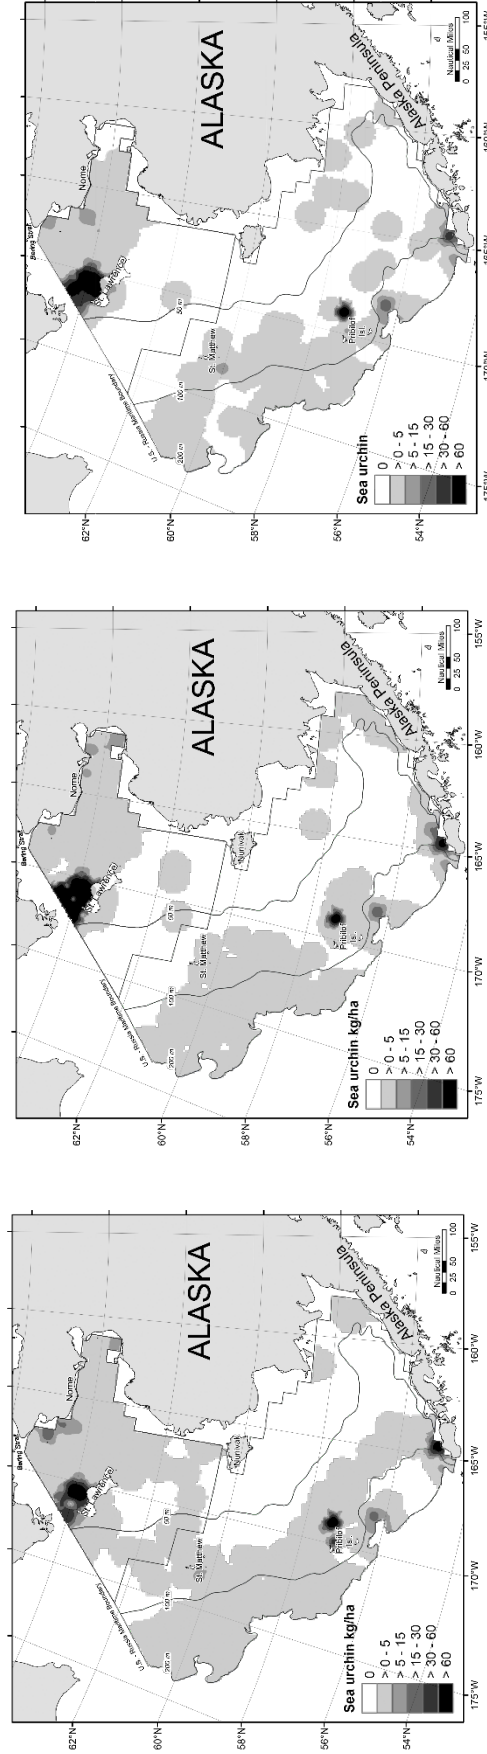 Bering Strait
62°N
Nome
St. Lawrence I.
U.S. - Russia Maritime Boundary
60°N
ALASKA
50 m
100 m
200 m
St. Matthew
Nunivak
58°N
56°N
Pribilof
Is.
Alaska Peninsula
Sea urchin kg/ha
0
> 0 - 5
> 5 - 15
> 15 - 30
> 30 - 60
> 60
54°N
Nautical Miles
0 25 50 100
175°W 170°W 165°W 160°W 155°W
Bering Strait
62°N
Nome
St. Lawrence I.
U.S. - Russia Maritime Boundary
60°N
ALASKA
50 m
100 m
200 m
St. Matthew
Nunivak
58°N
56°N
Pribilof
Is.
Alaska Peninsula
Sea urchin kg/ha
0
> 0 - 5
> 5 - 15
> 15 - 30
> 30 - 60
> 60
54°N
Nautical Miles
0 25 50 100
175°W 170°W 165°W 160°W 155°W
Bering Strait
62°N
Nome
St. Lawrence I.
U.S. - Russia Maritime Boundary
60°N
ALASKA
50 m
100 m
200 m
St. Matthew
58°N
56°N
Pribilof
Is.
Alaska Peninsula
Sea urchin
0
> 0 - 5
> 5 - 15
> 15 - 30
> 30 - 60
> 60
54°N
Nautical Miles
0 25 50 100
175°W 170°W 165°W 160°W 155°W